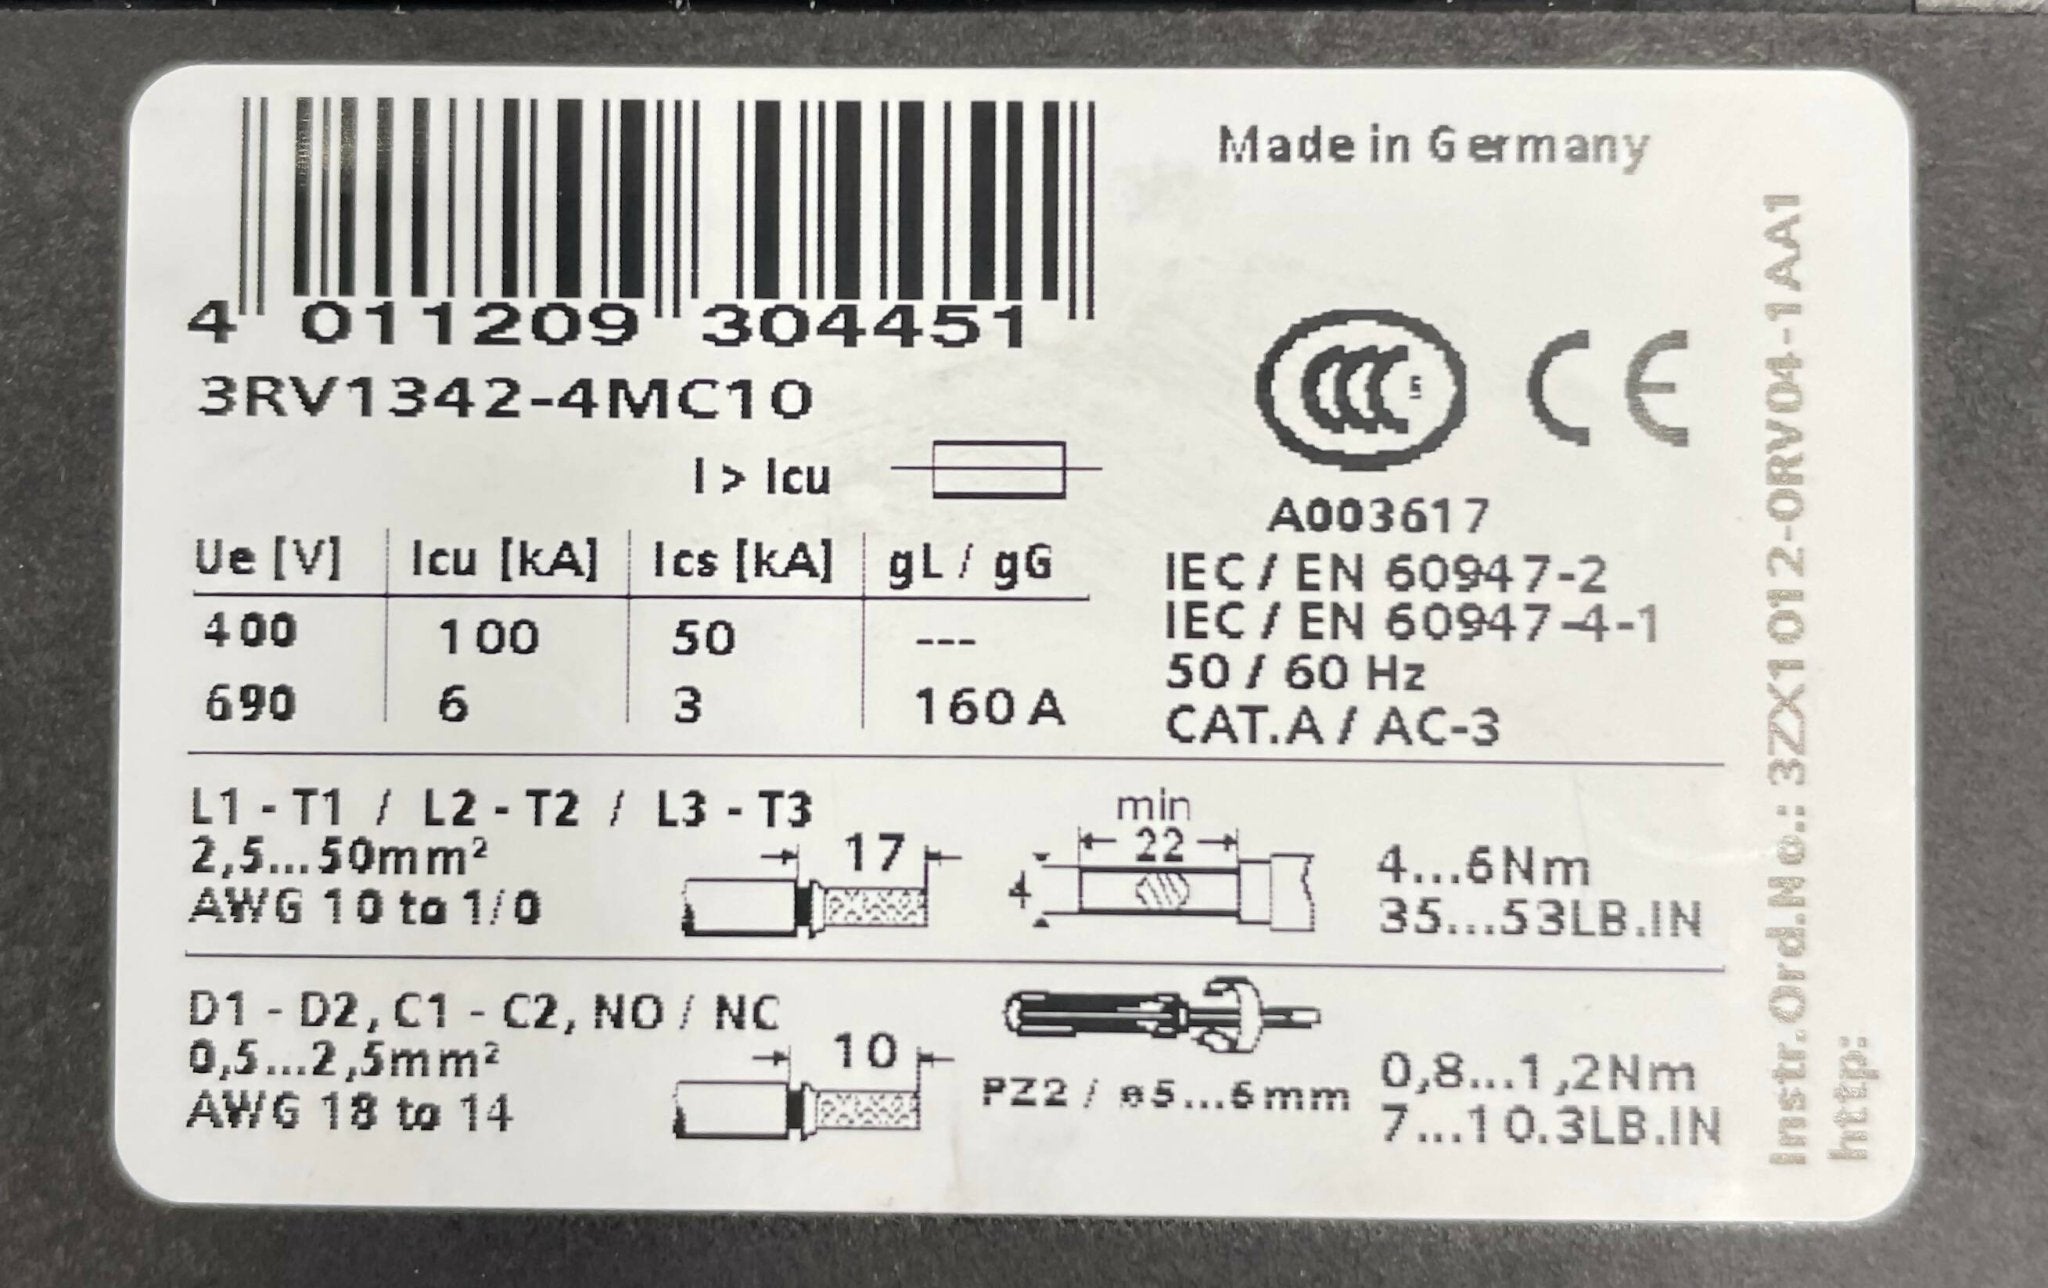 Made in Germany
4 011209 304451
3RV1342-4MC10
I > Icu
Ue [V] Icu [kA] Ics [kA] gL / gG
400 100 50 ---
690 6 3 160 A
CCC S
CE
A003617
IEC / EN 60947-2
IEC / EN 60947-4-1
50 / 60 Hz
CAT.A / AC-3
L1 - T1 / L2 - T2 / L3 - T3
2,5...50mm²
AWG 10 to 1/0
17
min
22
4
4...6Nm
35...53LB.IN
D1 - D2, C1 - C2, NO / NC
0,5...2,5mm²
AWG 18 to 14
10
PZ2 / ø5...6mm
0,8...1,2Nm
7...10.3LB.IN
Instr.Ord.No.: 3ZX1012-0RV04-1AA1
http: